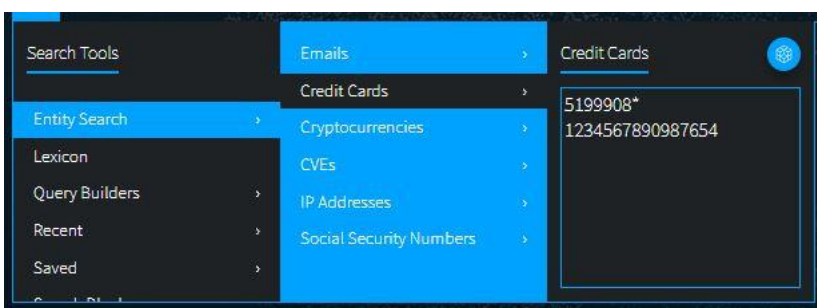 Search Tools
Entity Search
Lexicon
Query Builders
Recent
Saved
Emails
Credit Cards
Cryptocurrencies
CVEs
IP Addresses
Social Security Numbers
Credit Cards
5199908*
1234567890987654